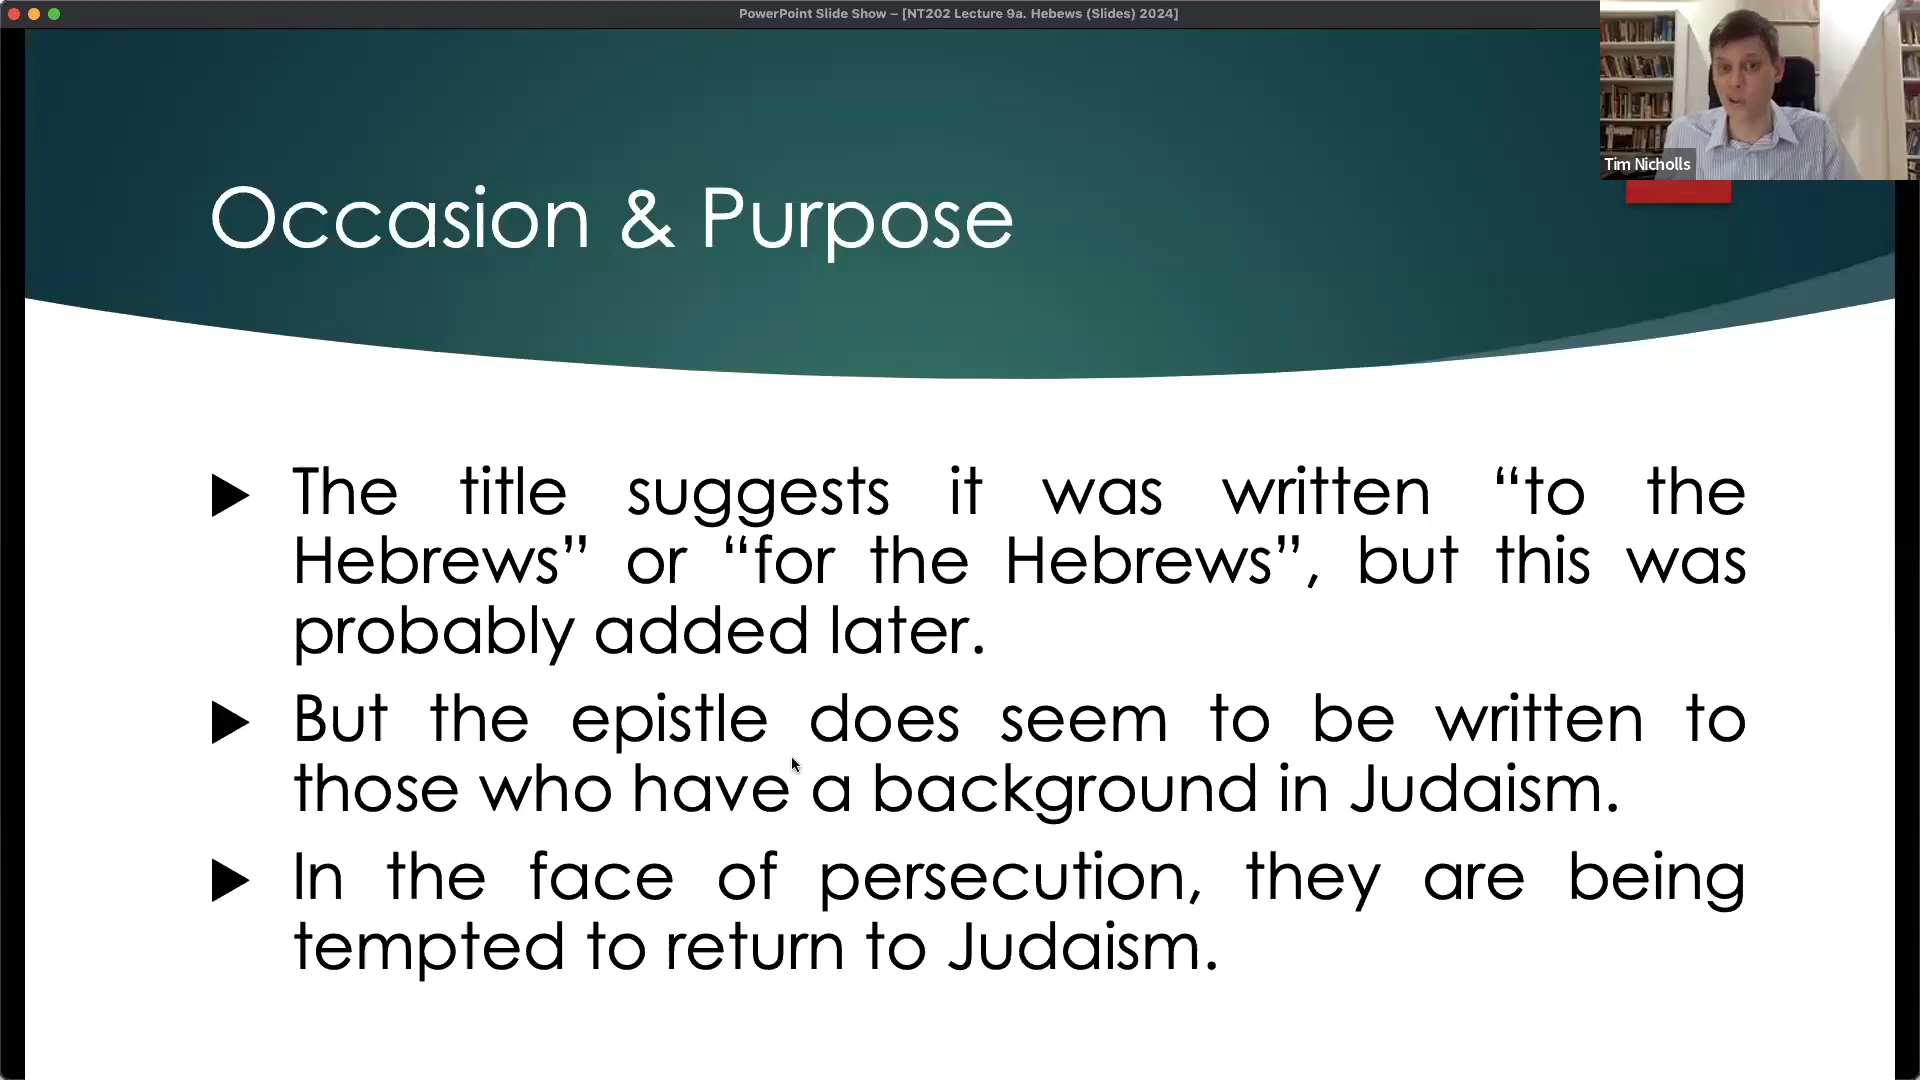 PowerPoint Slide Show – [NT202 Lecture 9a. Hebews (Slides) 2024]
Tim Nicholls
Occasion & Purpose
The title suggests it was written “to the
Hebrews” or “for the Hebrews”, but this was
probably added later.
But the epistle does seem to be written to
those who have a background in Judaism.
In the face of persecution, they are being
tempted to return to Judaism.